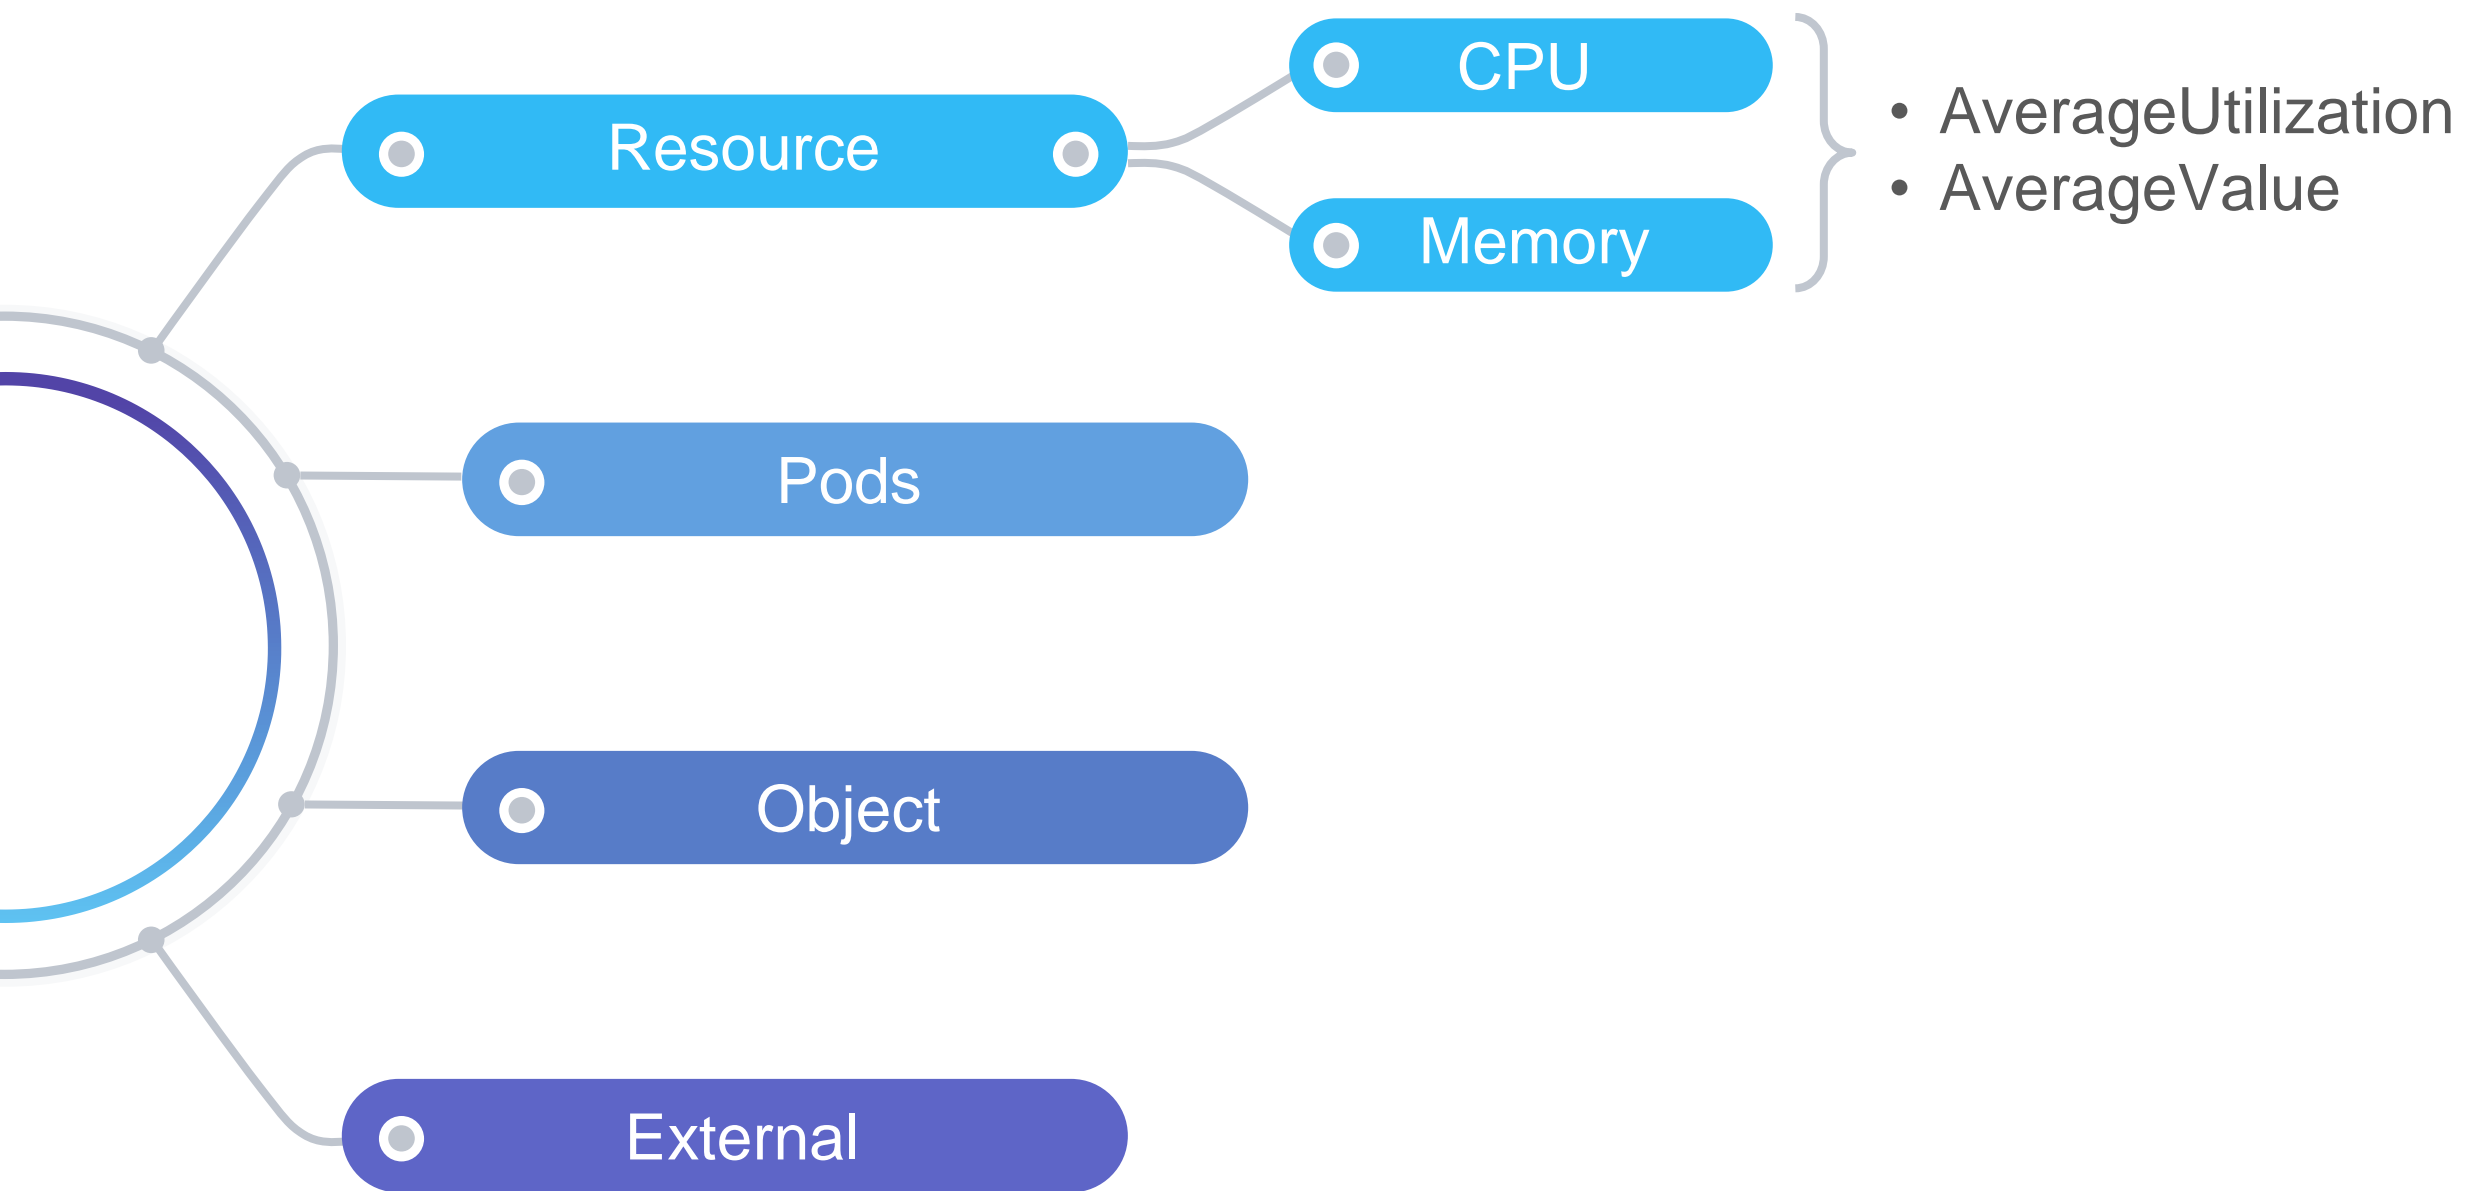 CPU
Resource
Memory
• AverageUtilization
• AverageValue
Pods
Object
External